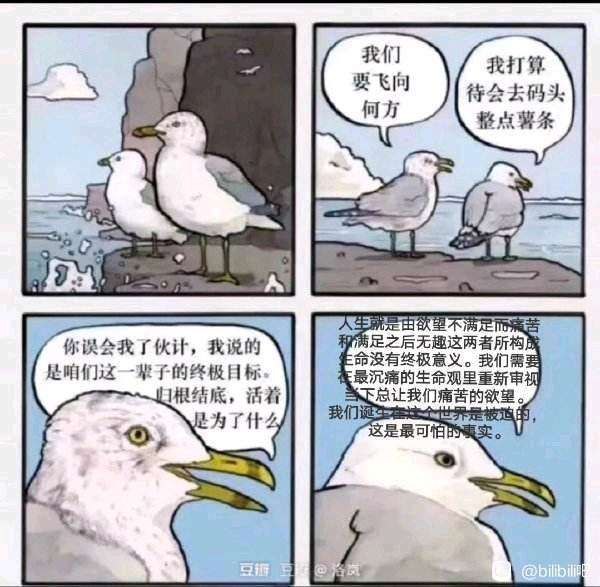 我们
要飞向
何方
我打算
待会去码头
整点薯条
你误会我了伙计，我说的
是咱们这一辈子的终极目标。
归根结底，活着
是为了什么
人生就是由欲望不满足而痛苦
和满足之后无趣这两者所构成
生命没有终极意义。我们需要
在最沉痛的生命观里重新审视
当下总让我们痛苦的欲望。
我们诞生在这个世界是被迫的，
这是最可怕的事实。
豆瓣 豆 @洛岚
@bilibili吧